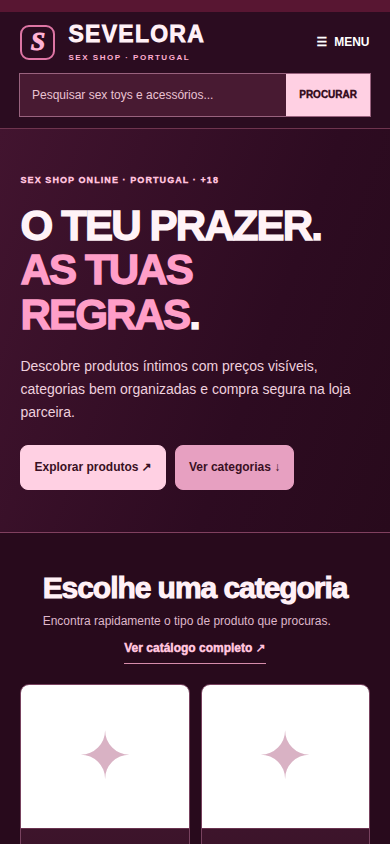 S SEVELORA
SEX SHOP · PORTUGAL
☰ MENU
Pesquisar sex toys e acessórios...
PROCURAR
SEX SHOP ONLINE · PORTUGAL · +18
O TEU PRAZER.
AS TUAS
REGRAS.
Descobre produtos íntimos com preços visíveis,
categorias bem organizadas e compra segura na loja
parceira.
Explorar produtos ↗
Ver categorias ↓
Escolhe uma categoria
Encontra rapidamente o tipo de produto que procuras.
Ver catálogo completo ↗